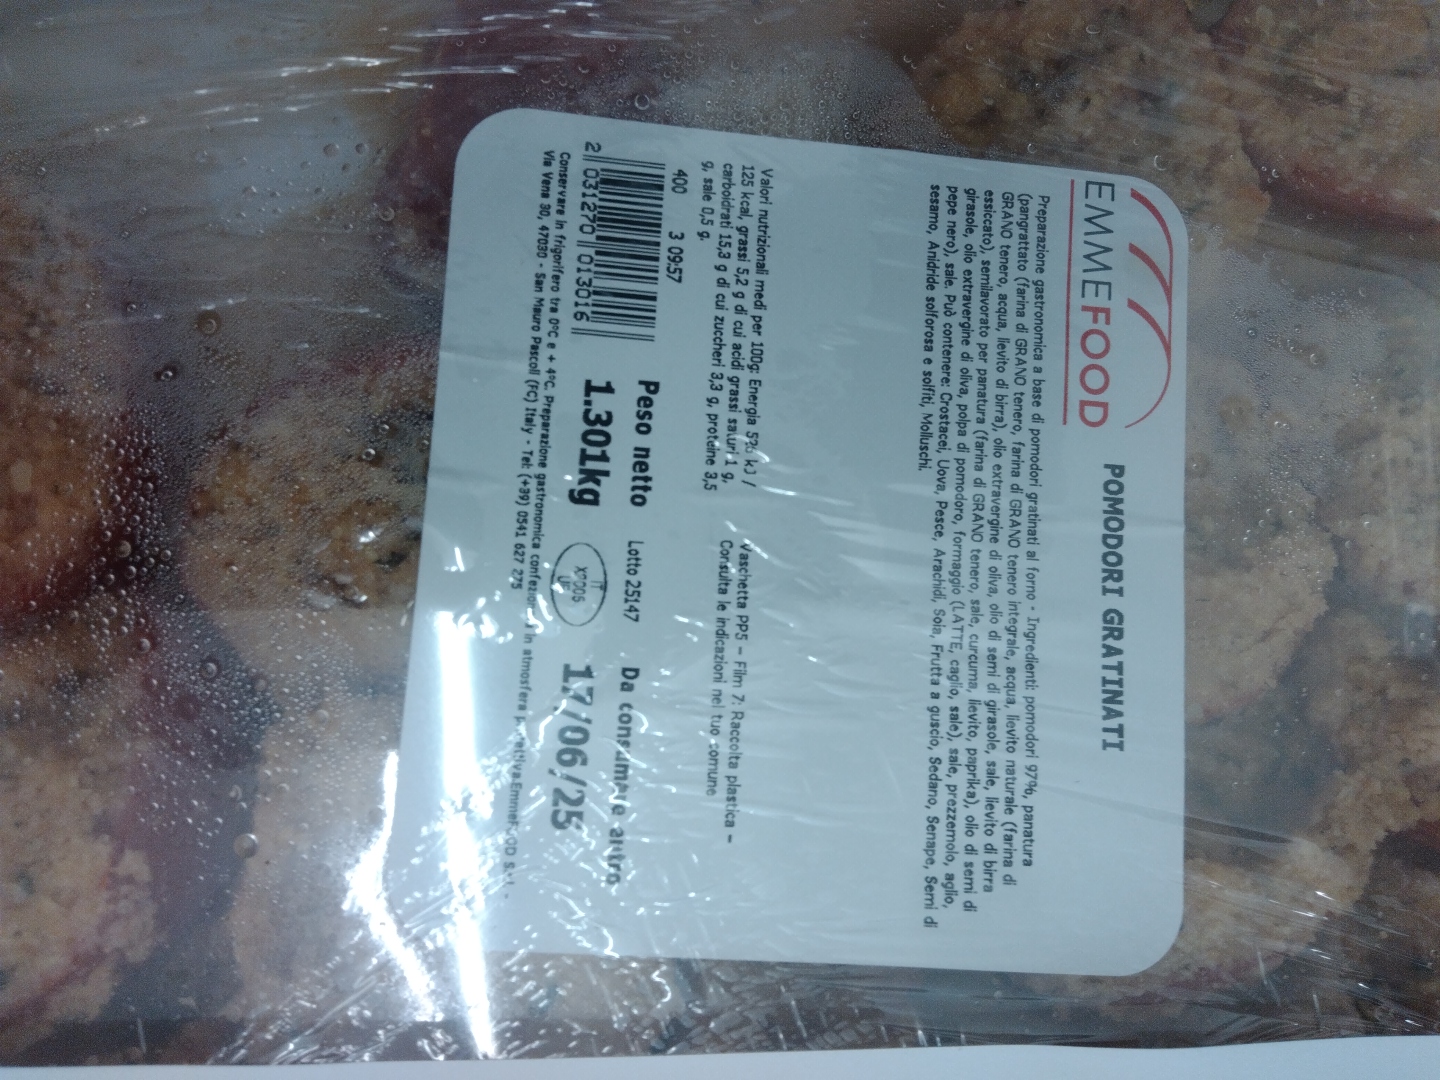 EMMEFOOD
POMODORI GRATINATI
Preparazione gastronomica a base di pomodori gratinati al forno - Ingredienti: pomodori 97%, panatura
(pangrattato (farina di GRANO tenero, farina di GRANO tenero integrale, acqua, lievito naturale (farina di
GRANO tenero, acqua, lievito di birra), olio extravergine di oliva, olio di semi di girasole, sale, lievito di birra
essiccato), semilavorato per panatura (farina di GRANO tenero, sale, curcuma, lievito, paprika), olio di semi di
girasole, olio extravergine di oliva, polpa di pomodoro, formaggio (LATTE, caglio, sale), sale, prezzemolo, aglio,
pepe nero), sale. Può contenere: Crostacei, Uova, Pesce, Arachidi, Soia, Frutta a guscio, Sedano, Senape, Semi di
sesamo, Anidride solforosa e solfiti, Molluschi.
Valori nutrizionali medi per 100g: Energia kJ /
125 kcal, grassi 5,2 g di cui acidi grassi saturi 1 g,
carboidrati 15,3 g di cui zuccheri 3,3 g, proteine 3,5
g, sale 0,5 g.
Vaschetta PP5 – Film 7: Raccolta plastica –
Consulta le indicazioni nel tuo comune
400 3 09:57
2 031270 013016
Peso netto
1.301kg
Lotto 25147
IT
UE
Da consumare entro
17/06/25
Conservare in frigorifero tra 0°C e + 4°C. Preparazione gastronomica confezionata in atmosfera protettiva.EmmeFOOD s.r.l. -
Via Vena 30, 47030 - San Mauro Pascoli (FC) Italy - Tel: (+39) 0541 627 275